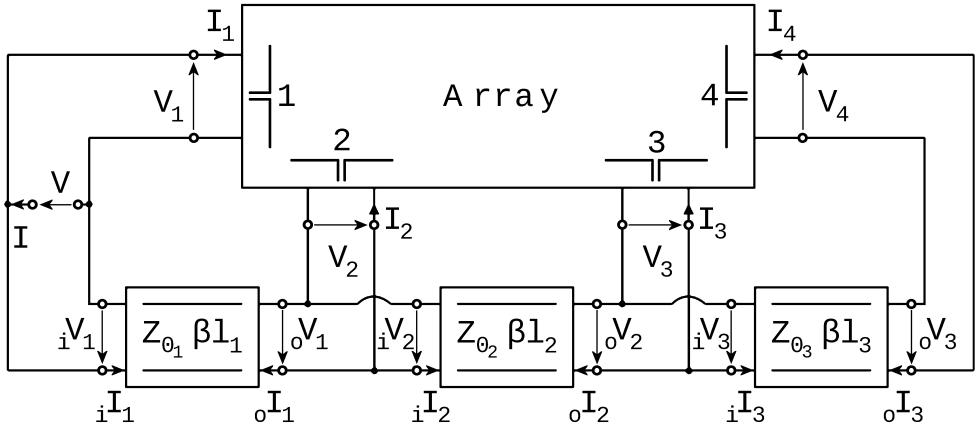 I₁ I₄
V₁ 1 Array 4 V₄
2 3
V
I I₂ I₃
V₂ V₃
ᵢV₁ Z₀₁ βl₁ ₒV₁ ᵢV₂ Z₀₂ βl₂ ₒV₂ ᵢV₃ Z₀₃ βl₃ ₒV₃
ᵢI₁ ₒI₁ ᵢI₂ ₒI₂ ᵢI₃ ₒI₃